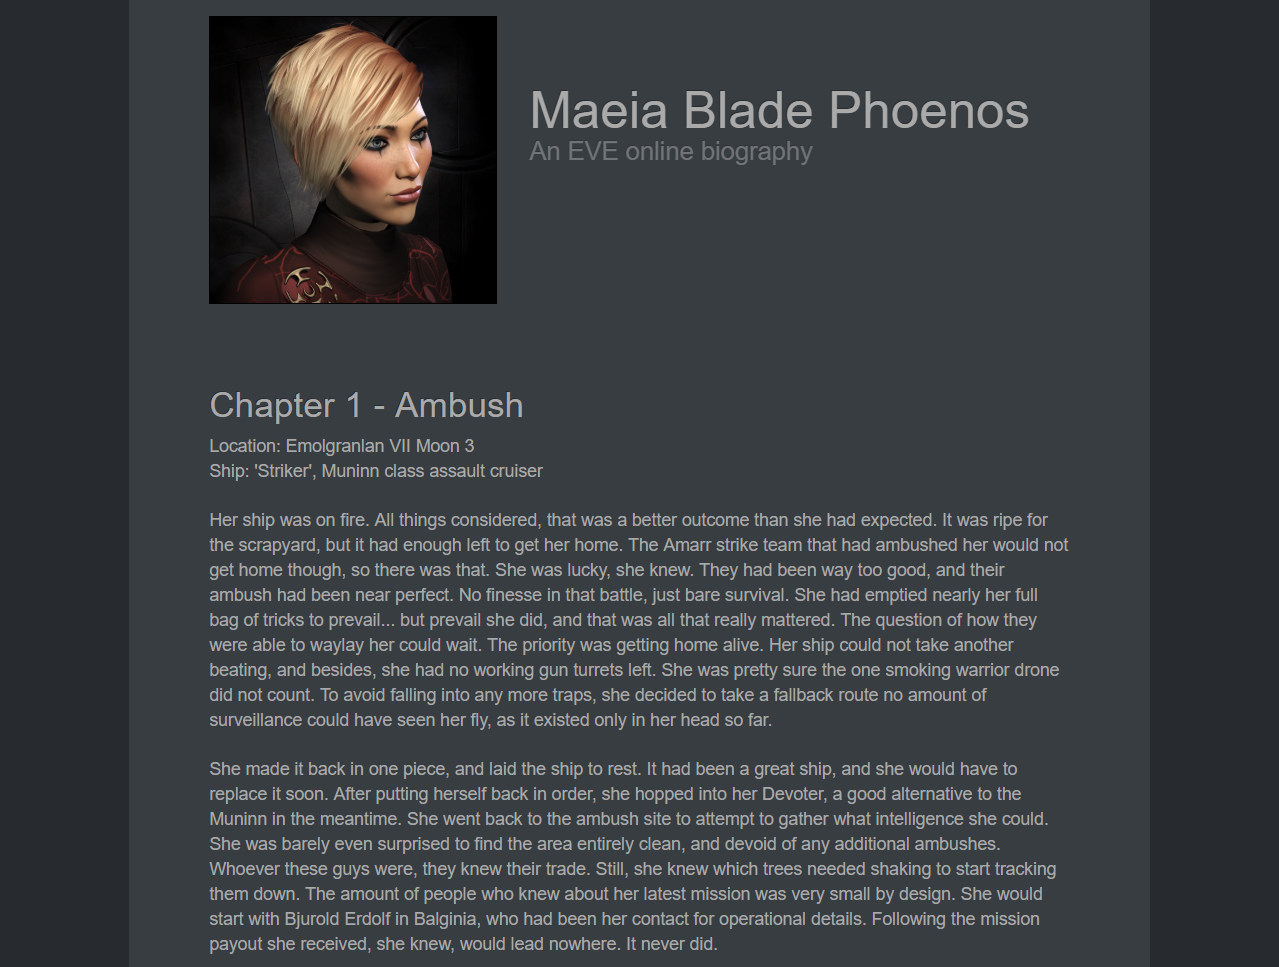 Maeia Blade Phoenos
An EVE online biography
Chapter 1 - Ambush
Location: Emolgranlan VII Moon 3
Ship: 'Striker', Muninn class assault cruiser
Her ship was on fire. All things considered, that was a better outcome than she had expected. It was ripe for
the scrapyard, but it had enough left to get her home. The Amarr strike team that had ambushed her would not
get home though, so there was that. She was lucky, she knew. They had been way too good, and their
ambush had been near perfect. No finesse in that battle, just bare survival. She had emptied nearly her full
bag of tricks to prevail... but prevail she did, and that was all that really mattered. The question of how they
were able to waylay her could wait. The priority was getting home alive. Her ship could not take another
beating, and besides, she had no working gun turrets left. She was pretty sure the one smoking warrior drone
did not count. To avoid falling into any more traps, she decided to take a fallback route no amount of
surveillance could have seen her fly, as it existed only in her head so far.
She made it back in one piece, and laid the ship to rest. It had been a great ship, and she would have to
replace it soon. After putting herself back in order, she hopped into her Devoter, a good alternative to the
Muninn in the meantime. She went back to the ambush site to attempt to gather what intelligence she could.
She was barely even surprised to find the area entirely clean, and devoid of any additional ambushes.
Whoever these guys were, they knew their trade. Still, she knew which trees needed shaking to start tracking
them down. The amount of people who knew about her latest mission was very small by design. She would
start with Bjurold Erdolf in Balginia, who had been her contact for operational details. Following the mission
payout she received, she knew, would lead nowhere. It never did.